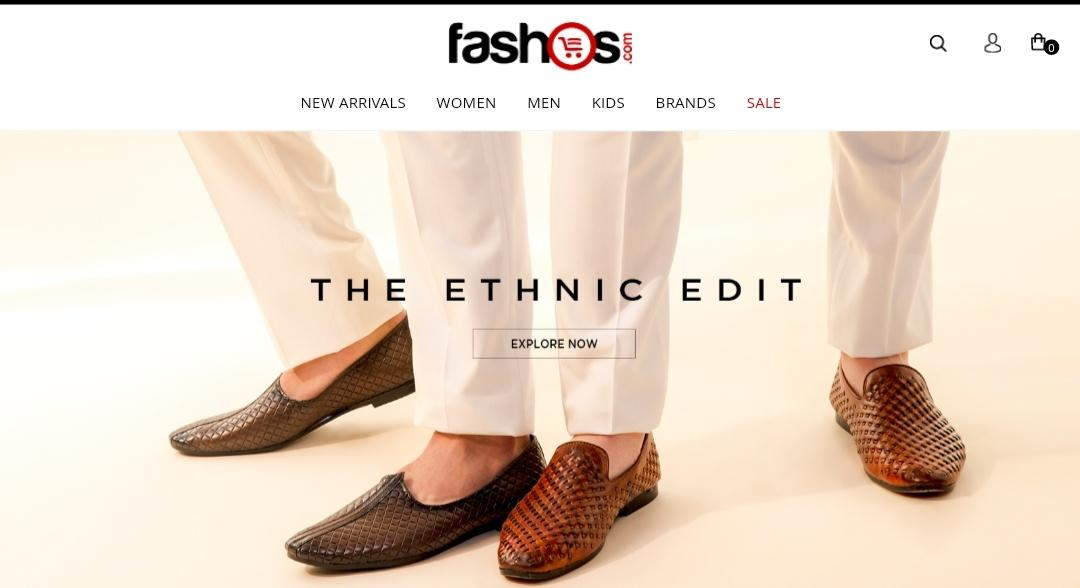 fashos.com
0
NEW ARRIVALS WOMEN MEN KIDS BRANDS SALE
THE ETHNIC EDIT
EXPLORE NOW